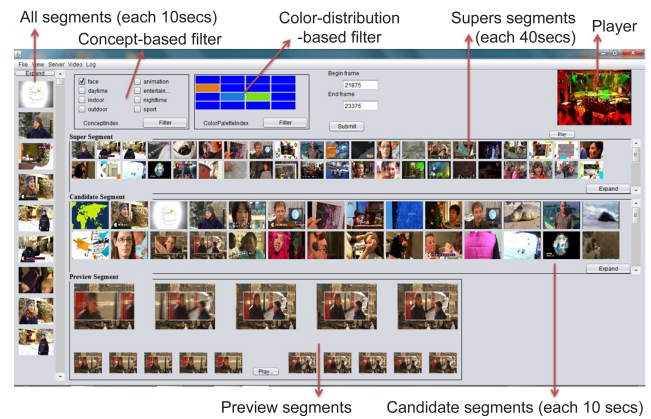 All segments (each 10secs)
Concept-based filter
Color-distribution
-based filter
Supers segments
(each 40secs)
Player
File View Server Video Log
Expand
face
animation
daytime
entertain...
indoor
nighttime
outdoor
sport
ConceptIndex
Filter
ColorPaletteIndex
Filter
Begin frame
21875
End frame
23375
Submit
Play
Super Segment
Expand
Candidate Segment
Expand
Preview Segment
Play...
Preview segments
Candidate segments (each 10 secs)